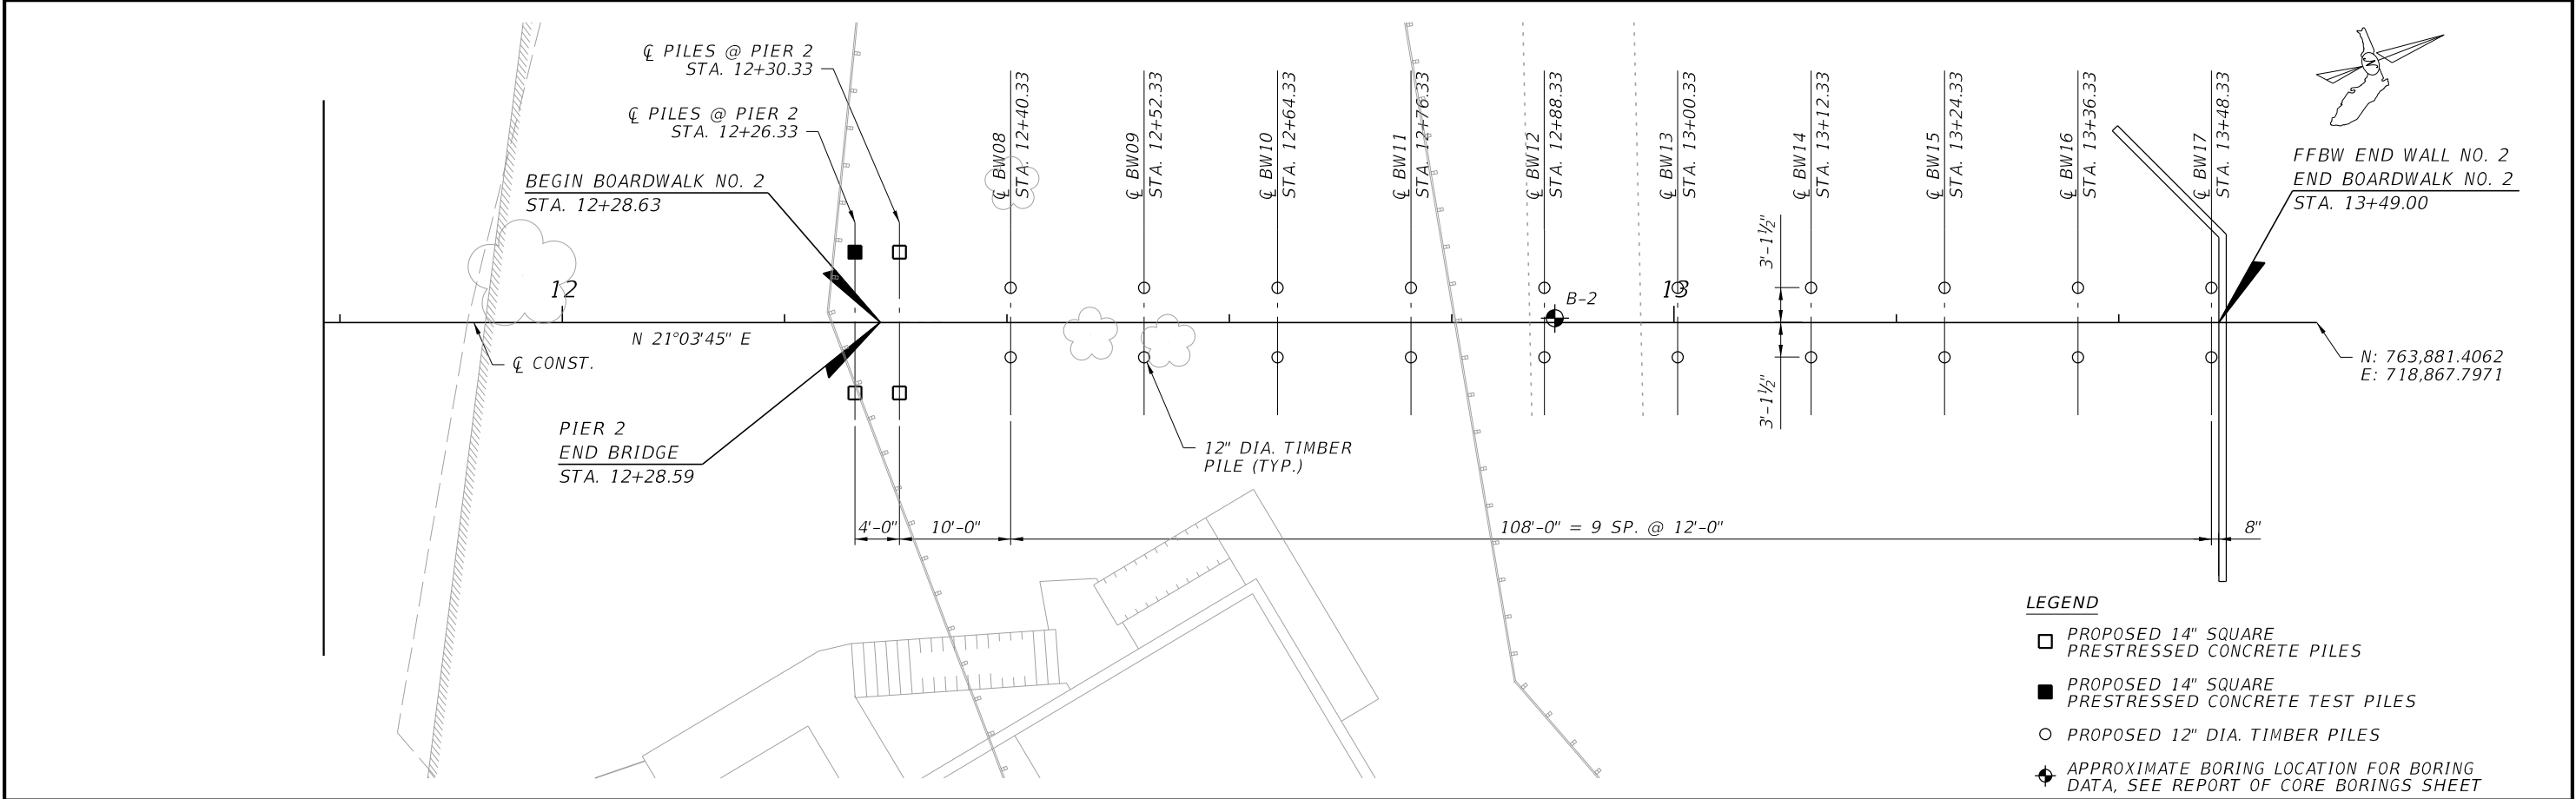 ℄ PILES @ PIER 2
STA. 12+30.33
℄ PILES @ PIER 2
STA. 12+26.33
BEGIN BOARDWALK NO. 2
STA. 12+28.63
12
N 21°03'45" E
℄ CONST.
PIER 2
END BRIDGE
STA. 12+28.59
℄ BW08
STA. 12+40.33
℄ BW09
STA. 12+52.33
℄ BW10
STA. 12+64.33
℄ BW11
STA. 12+76.33
℄ BW12
STA. 12+88.33
℄ BW13
STA. 13+00.33
℄ BW14
STA. 13+12.33
℄ BW15
STA. 13+24.33
℄ BW16
STA. 13+36.33
℄ BW17
STA. 13+48.33
N
FFBW END WALL NO. 2
END BOARDWALK NO. 2
STA. 13+49.00
B-2
13
3'-1½"
3'-1½"
N: 763,881.4062
E: 718,867.7971
12" DIA. TIMBER
PILE (TYP.)
4'-0"
10'-0"
108'-0" = 9 SP. @ 12'-0"
8"
LEGEND
PROPOSED 14" SQUARE
PRESTRESSED CONCRETE PILES
PROPOSED 14" SQUARE
PRESTRESSED CONCRETE TEST PILES
PROPOSED 12" DIA. TIMBER PILES
APPROXIMATE BORING LOCATION FOR BORING
DATA, SEE REPORT OF CORE BORINGS SHEET